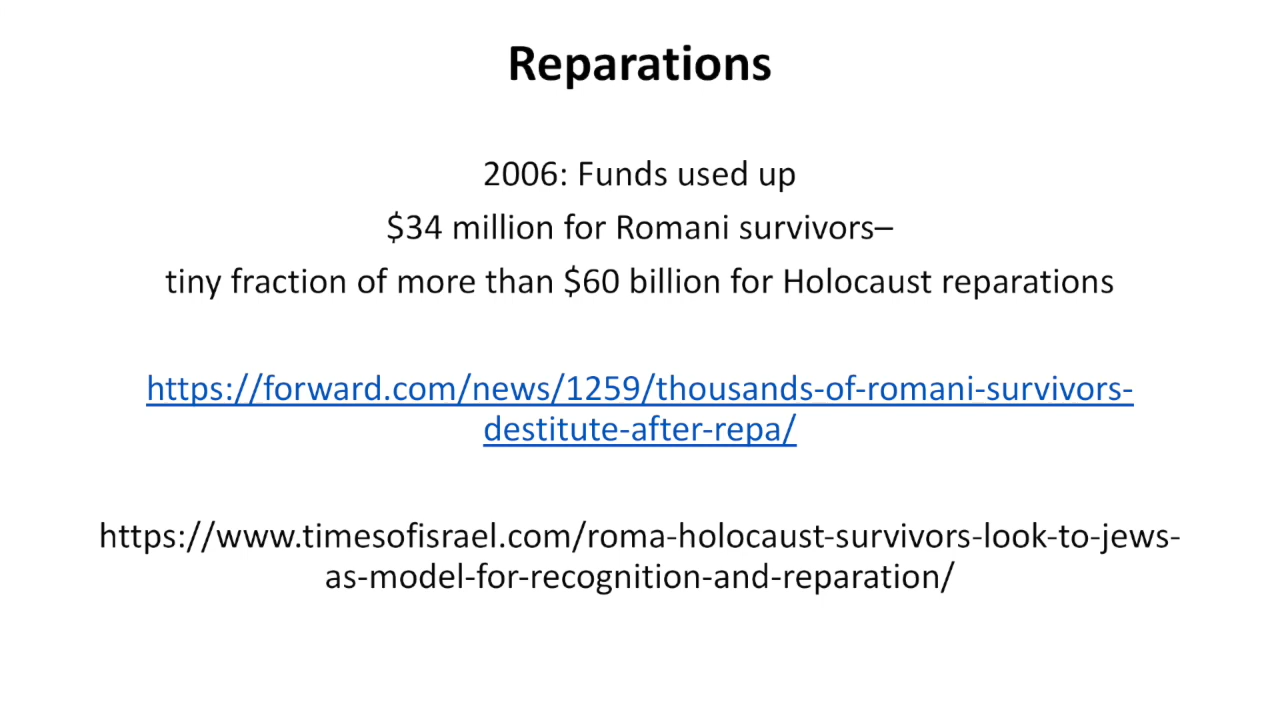 Reparations
2006: Funds used up
$34 million for Romani survivors–
tiny fraction of more than $60 billion for Holocaust reparations
https://forward.com/news/1259/thousands-of-romani-survivors-
destitute-after-repa/
https://www.timesofisrael.com/roma-holocaust-survivors-look-to-jews-
as-model-for-recognition-and-reparation/